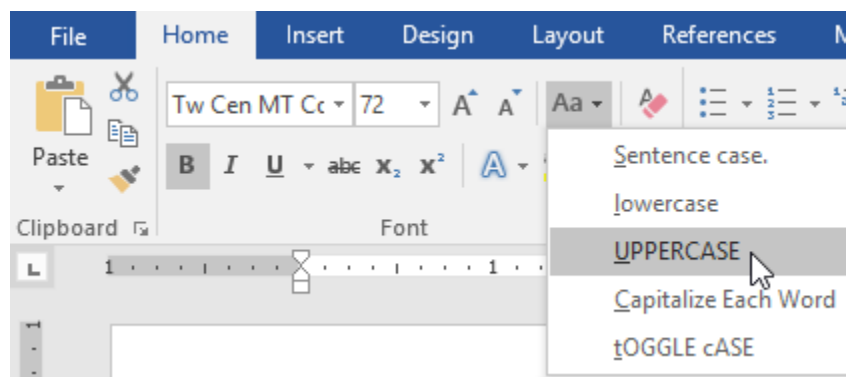 File Home Insert Design Layout References
Tw Cen MT Cc 72 A A Aa
Paste B I U abc X₂ X² A
Sentence case.
lowercase
Clipboard Font
UPPERCASE
L 1 1
Capitalize Each Word
tOGGLE cASE
1